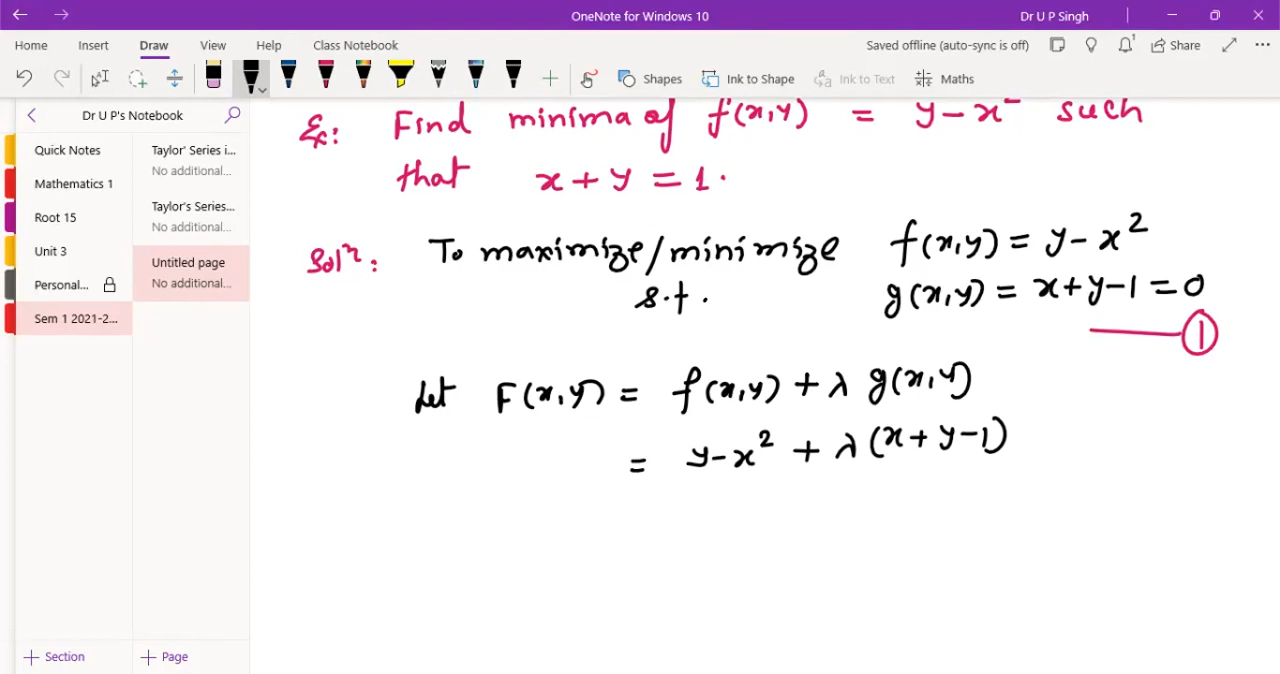 OneNote for Windows 10
Dr U P Singh
Home Insert Draw View Help Class Notebook
Saved offline (auto-sync is off)
1
Share
Shapes
Ink to Shape
Ink to Text
Maths
Dr U P's Notebook
Quick Notes
Mathematics 1
Root 15
Unit 3
Personal...
Sem 1 2021-2...
Taylor' Series i...
No additional...
Taylor's Series...
No additional...
Untitled page
No additional...
+ Section
+ Page
Ex: Find minima of f(x,y) = y-x² such
that x + y = 1.
Solⁿ: To maximize/minimize f(x,y) = y-x²
s.t. g(x,y) = x+y-1=0
①
Let F(x,y) = f(x,y) + λ g(x,y)
= y-x² + λ(x+y-1)